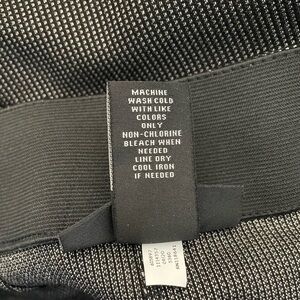 MACHINE
WASH COLD
WITH LIKE
COLORS
ONLY
NON-CHLORINE
BLEACH WHEN
NEEDED
LINE DRY
COOL IRON
IF NEEDED